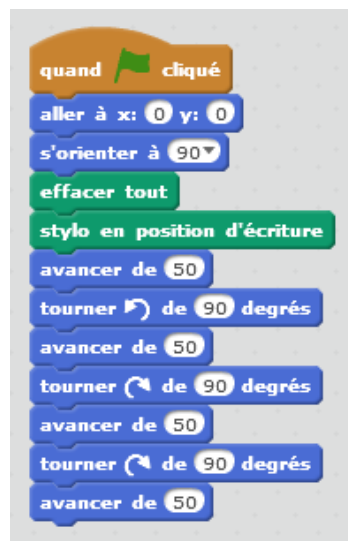 quand cliqué
aller à x: 0 y: 0
s'orienter à 90
effacer tout
stylo en position d'écriture
avancer de 50
tourner de 90 degrés
avancer de 50
tourner de 90 degrés
avancer de 50
tourner de 90 degrés
avancer de 50